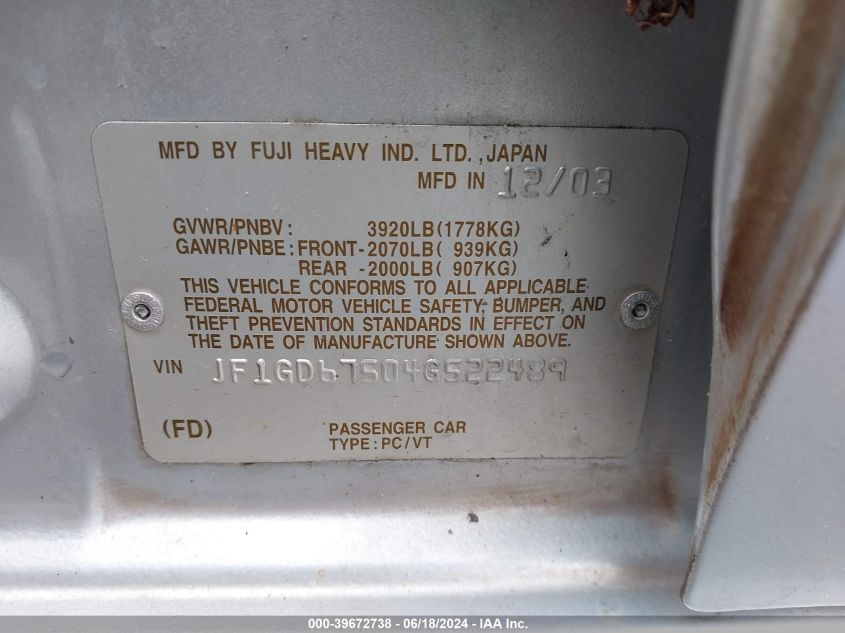 MFD BY FUJI HEAVY IND. LTD.,JAPAN
MFD IN 12/03
GVWR/PNBV: 3920LB(1778KG)
GAWR/PNBE:FRONT-2070LB( 939KG)
REAR -2000LB( 907KG)
THIS VEHICLE CONFORMS TO ALL APPLICABLE
FEDERAL MOTOR VEHICLE SAFETY, BUMPER, AND
THEFT PREVENTION STANDARDS IN EFFECT ON
THE DATE OF MANUFACTURE SHOWN ABOVE.
VIN JF1GD67504G522489
(FD) PASSENGER CAR
TYPE:PC/VT
000-39672738 - 06/18/2024 - IAA Inc.